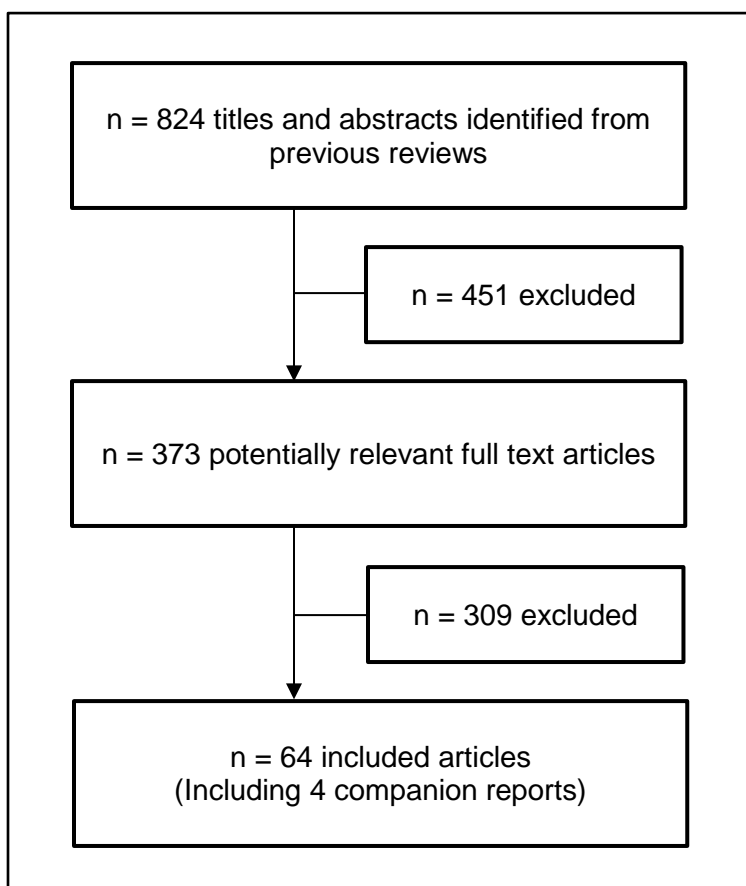 n = 824 titles and abstracts identified from
previous reviews
n = 451 excluded
n = 373 potentially relevant full text articles
n = 309 excluded
n = 64 included articles
(Including 4 companion reports)